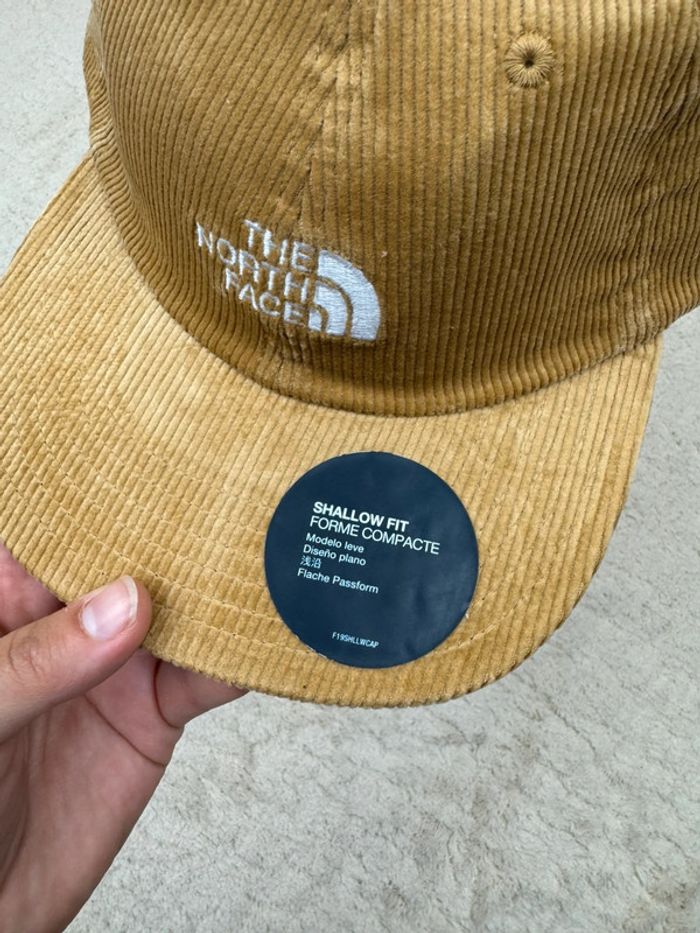 THE
NORTH
FACE
SHALLOW FIT
FORME COMPACTE
Modelo leve
Diseño plano
浅沿
Flache Passform
F19SHLLWCAP